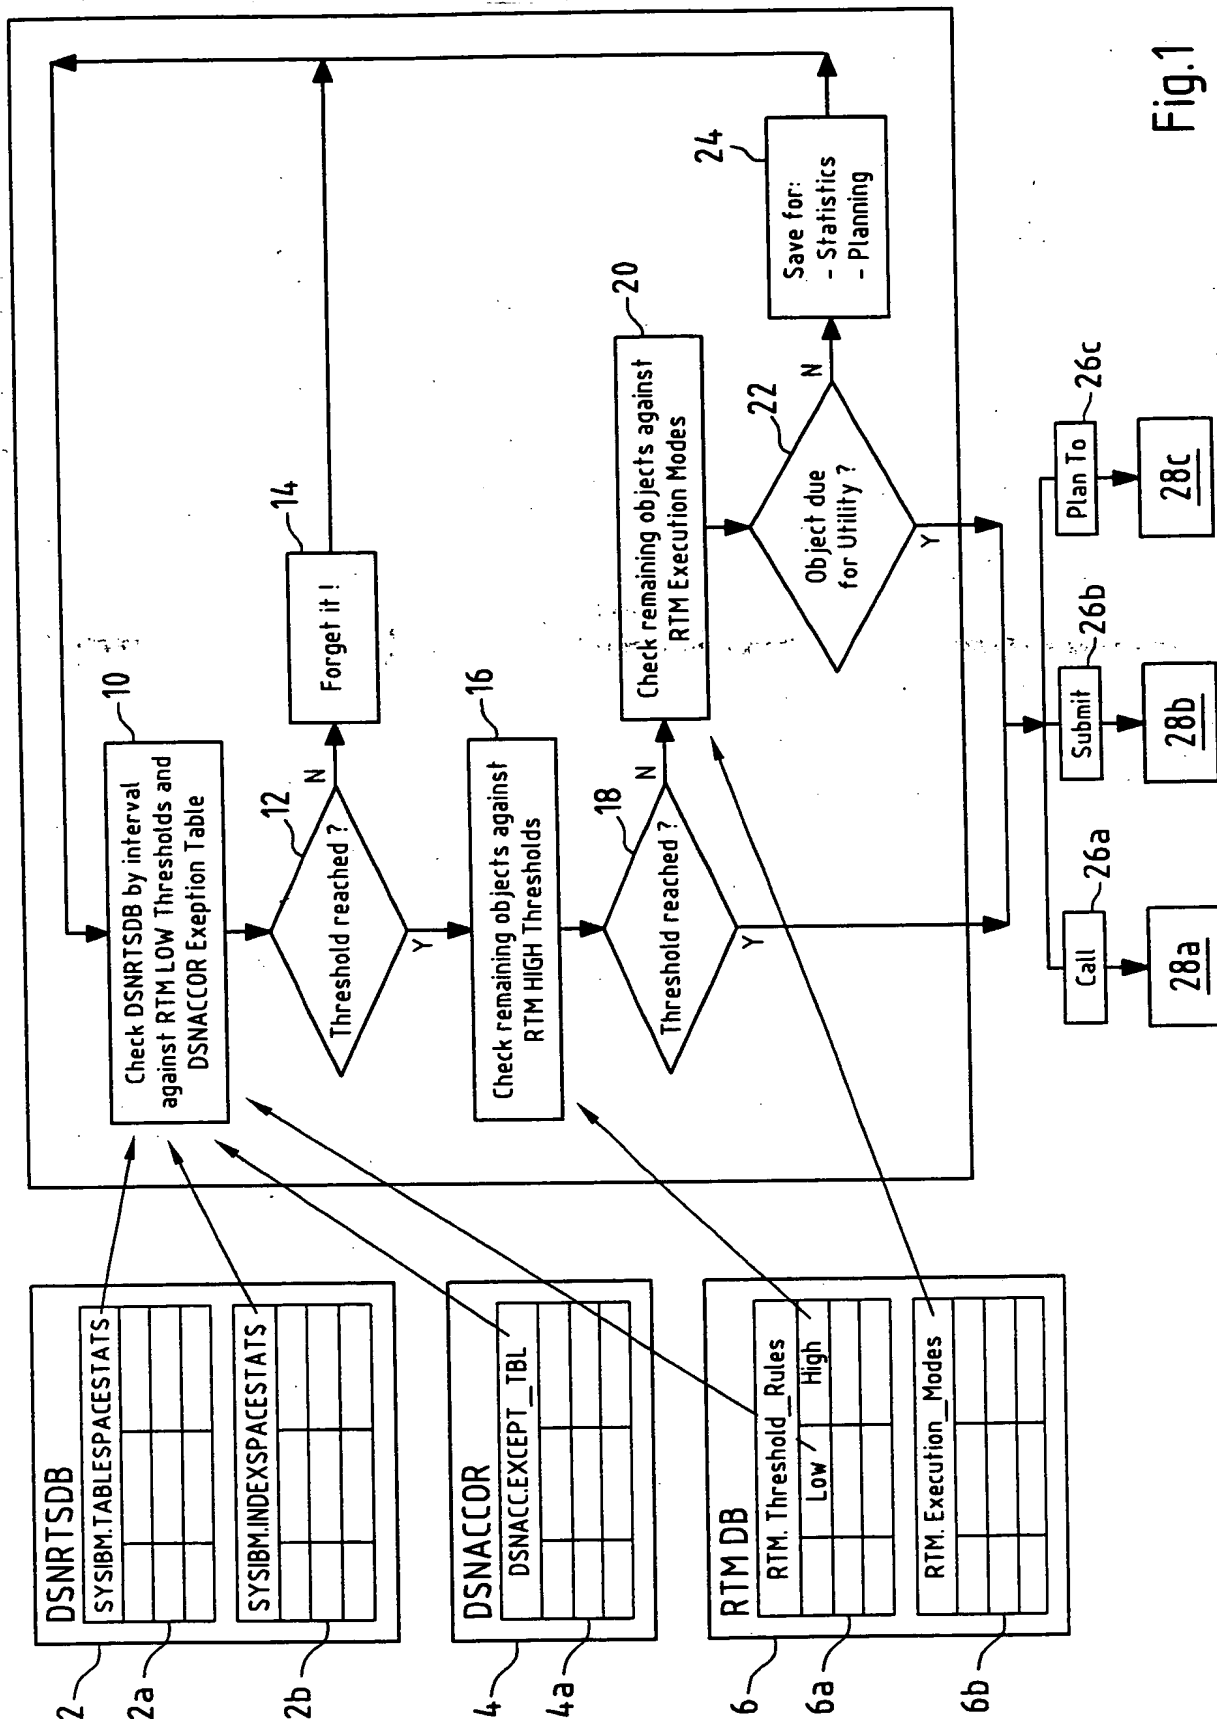 DSNRTSDB
2
SYSIBM.TABLESPACESTATS
2a
SYSIBM.INDEXSPACESTATS
2b
DSNACCOR
4
DSNACC.EXCEPT_TBL
4a
RTM DB
6
RTM. Threshold_Rules
Low
High
6a
RTM. Execution_Modes
6b
10
Check DSNRTSDB by interval
against RTM LOW Thresholds and
DSNACCOR Exeption Table
12
Threshold reached ?
N
Y
14
Forget it !
16
Check remaining objects against
RTM HIGH Thresholds
18
Threshold reached ?
N
Y
20
Check remaining objects against
RTM Execution Modes
22
Object due
for Utility ?
N
Y
24
Save for:
- Statistics
- Planning
Call
26a
Submit
26b
Plan To
26c
28a
28b
28c
Fig.1